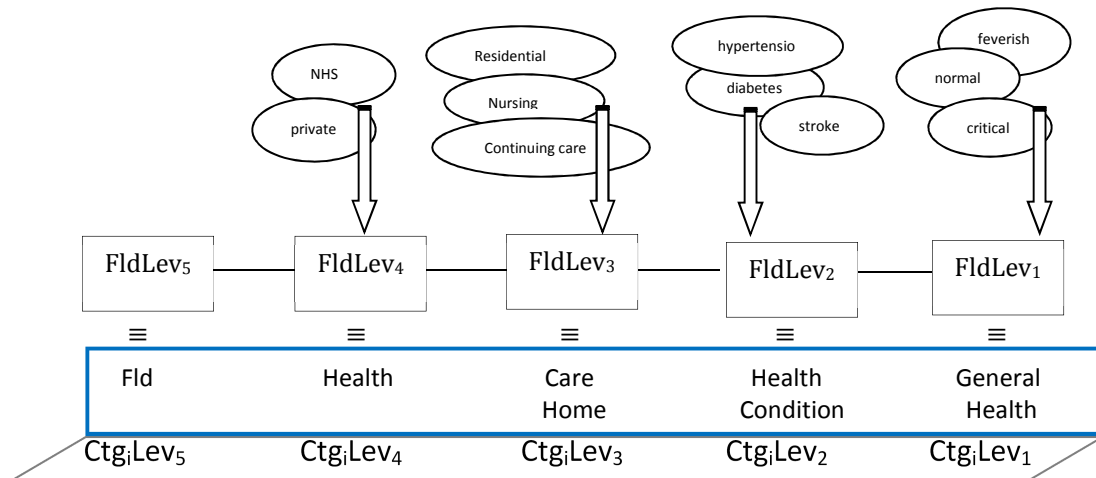 NHS
private
Residential
Nursing
Continuing care
hypertensio
diabetes
stroke
feverish
normal
critical
FldLev₅
FldLev₄
FldLev₃
FldLev₂
FldLev₁
≡ ≡ ≡ ≡ ≡
Fld
Health
Care
Home
Health
Condition
General
Health
CtgᵢLev₅
CtgᵢLev₄
CtgᵢLev₃
CtgᵢLev₂
CtgᵢLev₁